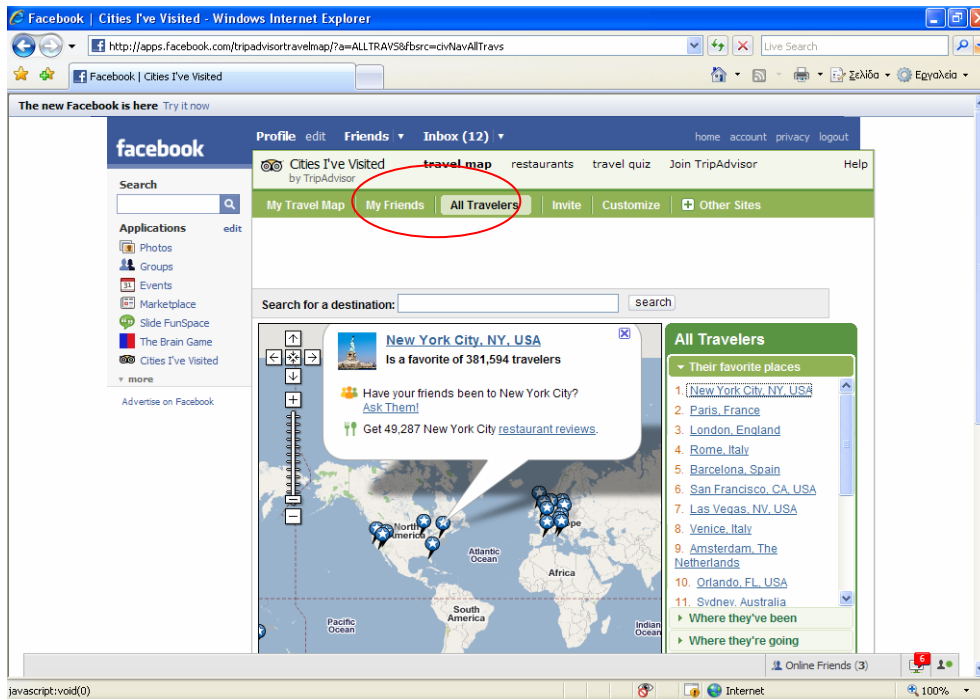 Facebook | Cities I've Visited - Windows Internet Explorer
http://apps.facebook.com/tripadvisortravelmap/?a=ALLTRAVS&fbsrc=civNavAllTravs
Live Search
Facebook | Cities I've Visited
Σελίδα
Εργαλεία
The new Facebook is here Try it now
facebook
Profile edit Friends Inbox (12) home account privacy logout
Cities I've Visited
by TripAdvisor
travel map restaurants travel quiz Join TripAdvisor Help
My Travel Map My Friends All Travelers Invite Customize Other Sites
Search
Applications edit
Photos
Groups
31 Events
Marketplace
Slide FunSpace
The Brain Game
Cities I've Visited
more
Advertise on Facebook
Search for a destination: search
New York City, NY, USA
Is a favorite of 381,594 travelers
Have your friends been to New York City?
Ask Them!
Get 49,287 New York City restaurant reviews.
North
America
Atlantic
Ocean
Africa
South
America
Pacific
Ocean
Indian
Ocean
All Travelers
Their favorite places
1. New York City, NY, USA
2. Paris, France
3. London, England
4. Rome, Italy
5. Barcelona, Spain
6. San Francisco, CA, USA
7. Las Vegas, NV, USA
8. Venice, Italy
9. Amsterdam, The
Netherlands
10. Orlando, FL, USA
11. Sydney, Australia
Where they've been
Where they're going
Online Friends (3)
6
1
javascript:void(0)
Internet
100%